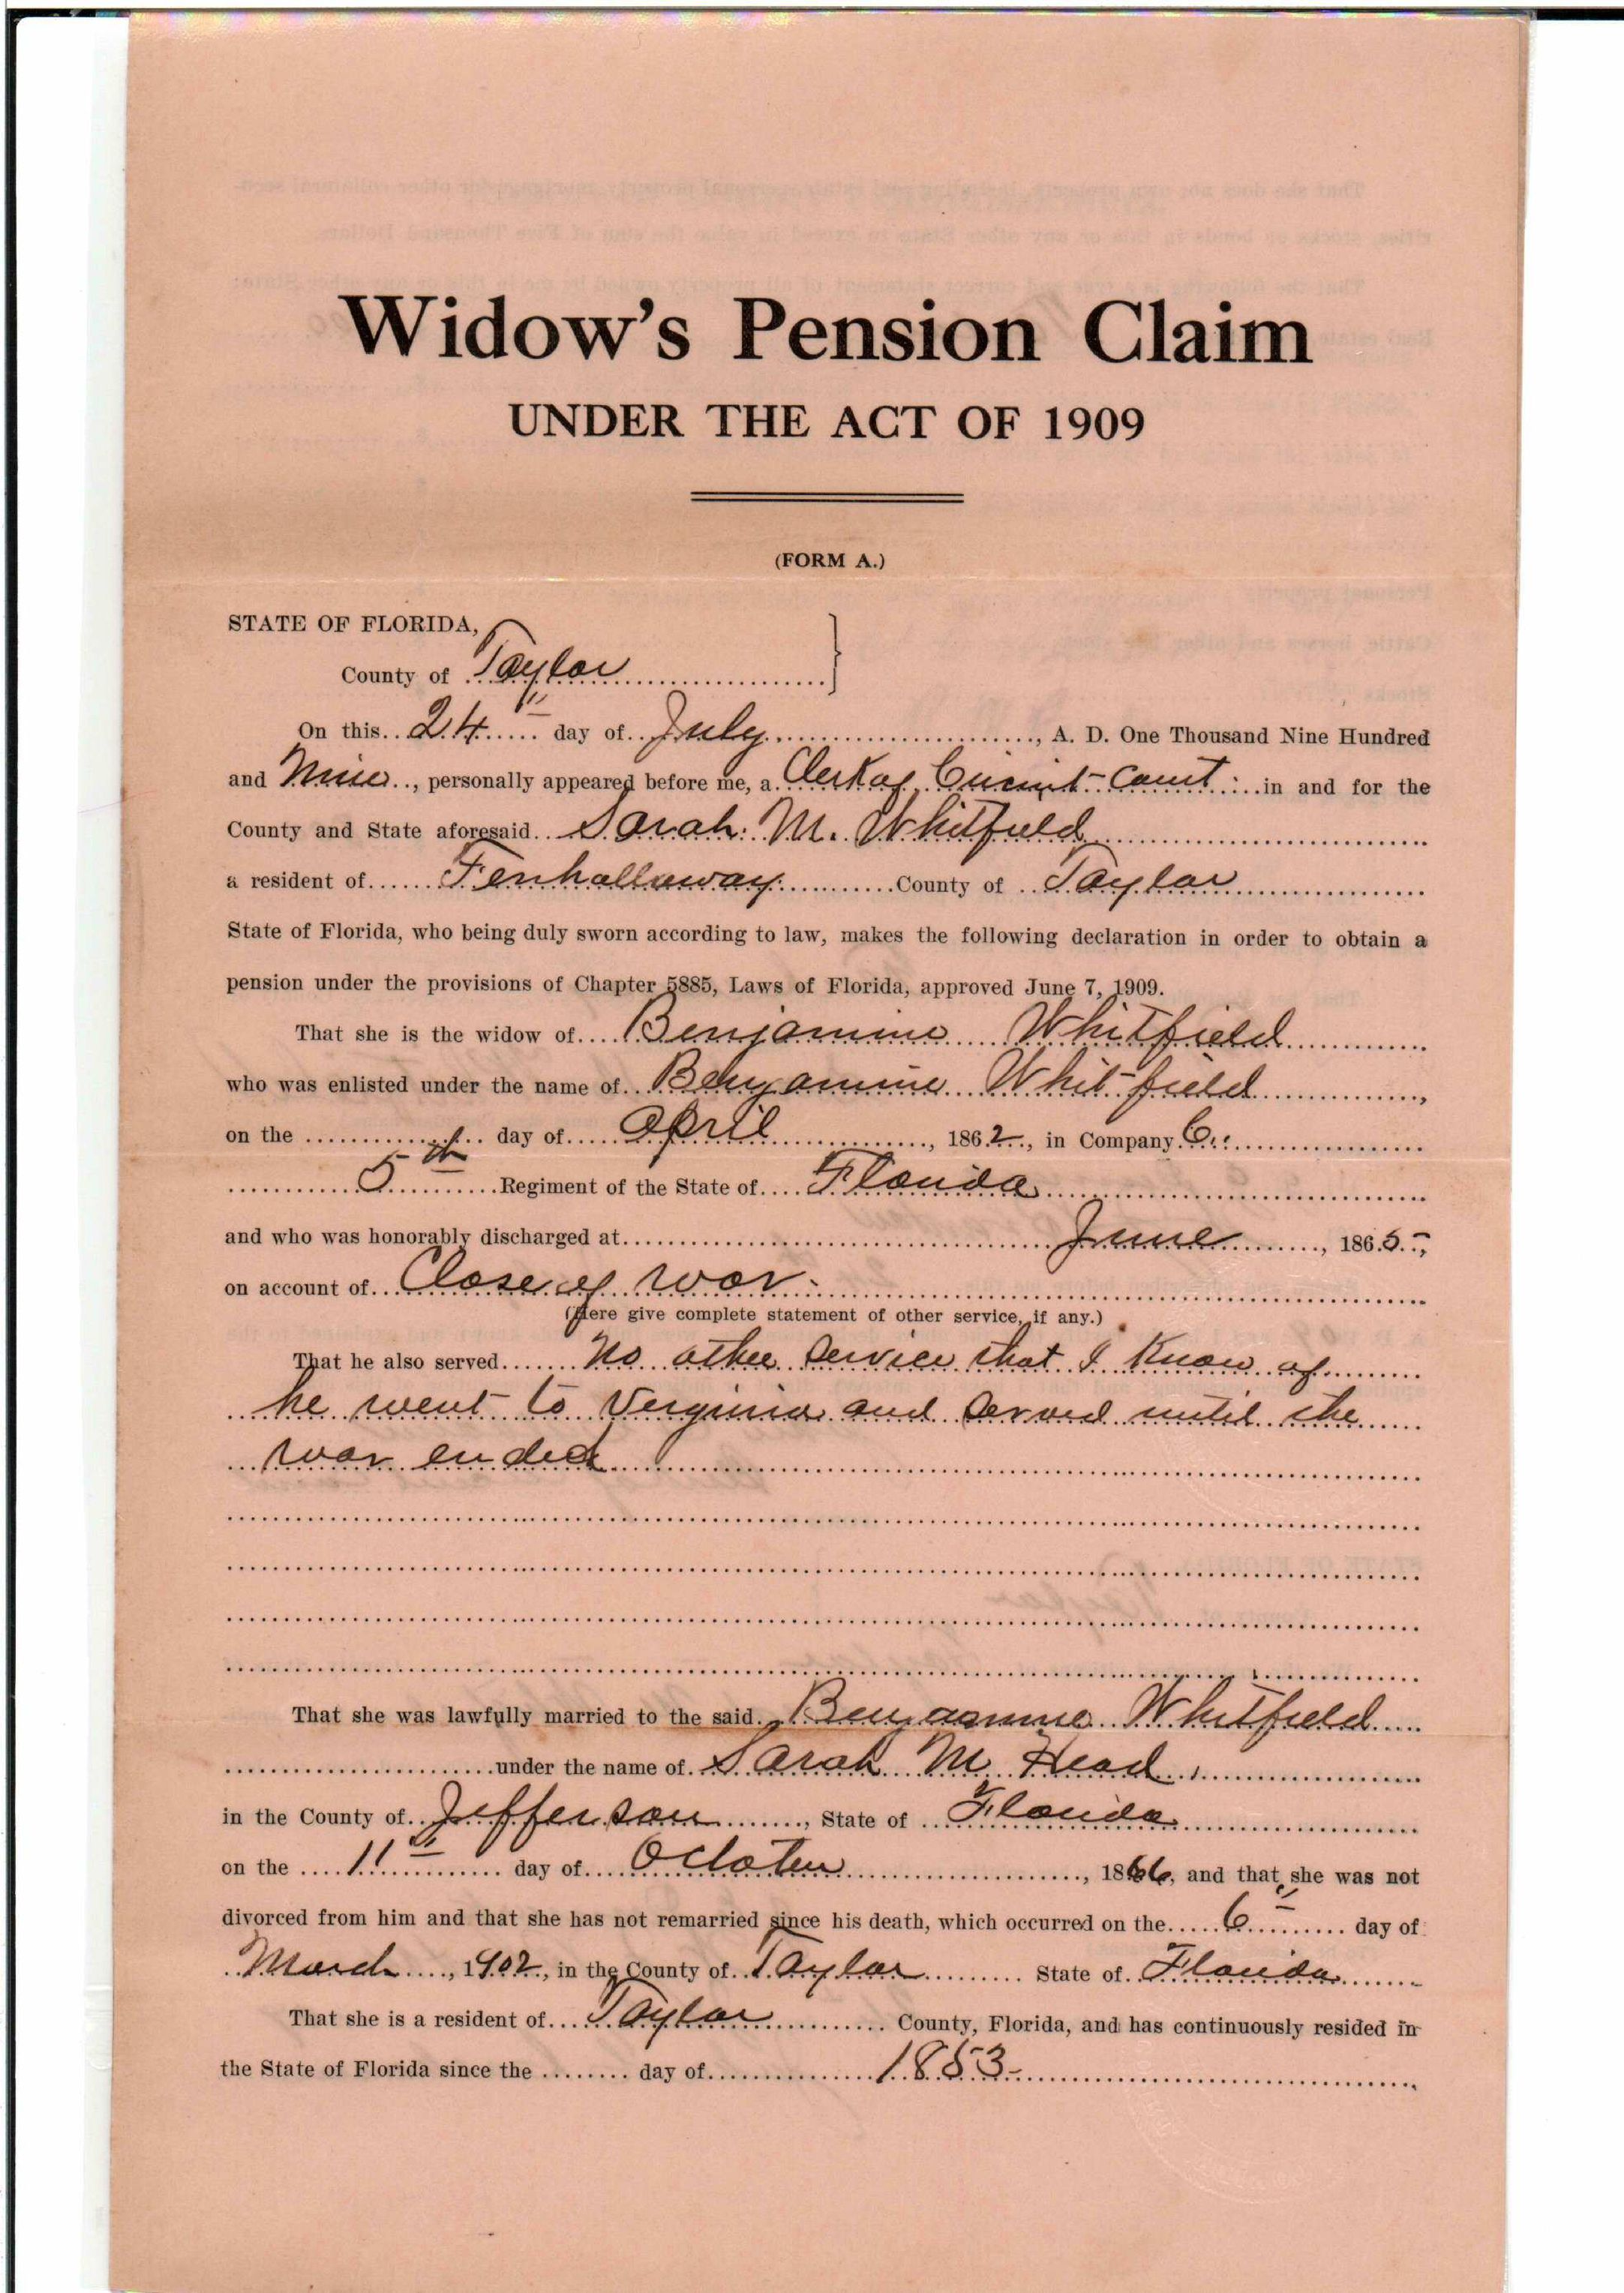 Widow's Pension Claim
UNDER THE ACT OF 1909
(FORM A.)
STATE OF FLORIDA,
County of Taylor
On this 24" day of July, A. D. One Thousand Nine Hundred
and Nine, personally appeared before me, a Clerk of Circuit Court in and for the
County and State aforesaid Sarah M. Whitfield
a resident of Fenhallaway County of Taylor
State of Florida, who being duly sworn according to law, makes the following declaration in order to obtain a
pension under the provisions of Chapter 5885, Laws of Florida, approved June 7, 1909.
That she is the widow of Benjamine Whitfield
who was enlisted under the name of Benjamine Whitfield,
on the day of April, 1862, in Company
5th Regiment of the State of Florida
and who was honorably discharged at June, 1865,
on account of Close of war.
(Here give complete statement of other service, if any.)
That he also served No other Service that I Know of
he went to Verginia and Served until the
war ended
That she was lawfully married to the said Benjamine Whitfield
under the name of Sarah M Head
in the County of Jefferson, State of Florida
on the 11" day of October, 1866, and that she was not
divorced from him and that she has not remarried since his death, which occurred on the 6" day of
March, 1902, in the County of Taylor State of Florida
That she is a resident of Taylor County, Florida, and has continuously resided in
the State of Florida since the day of 1853